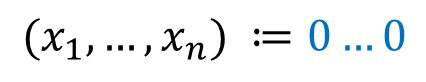 (x₁, …, xₙ) := 0 … 0